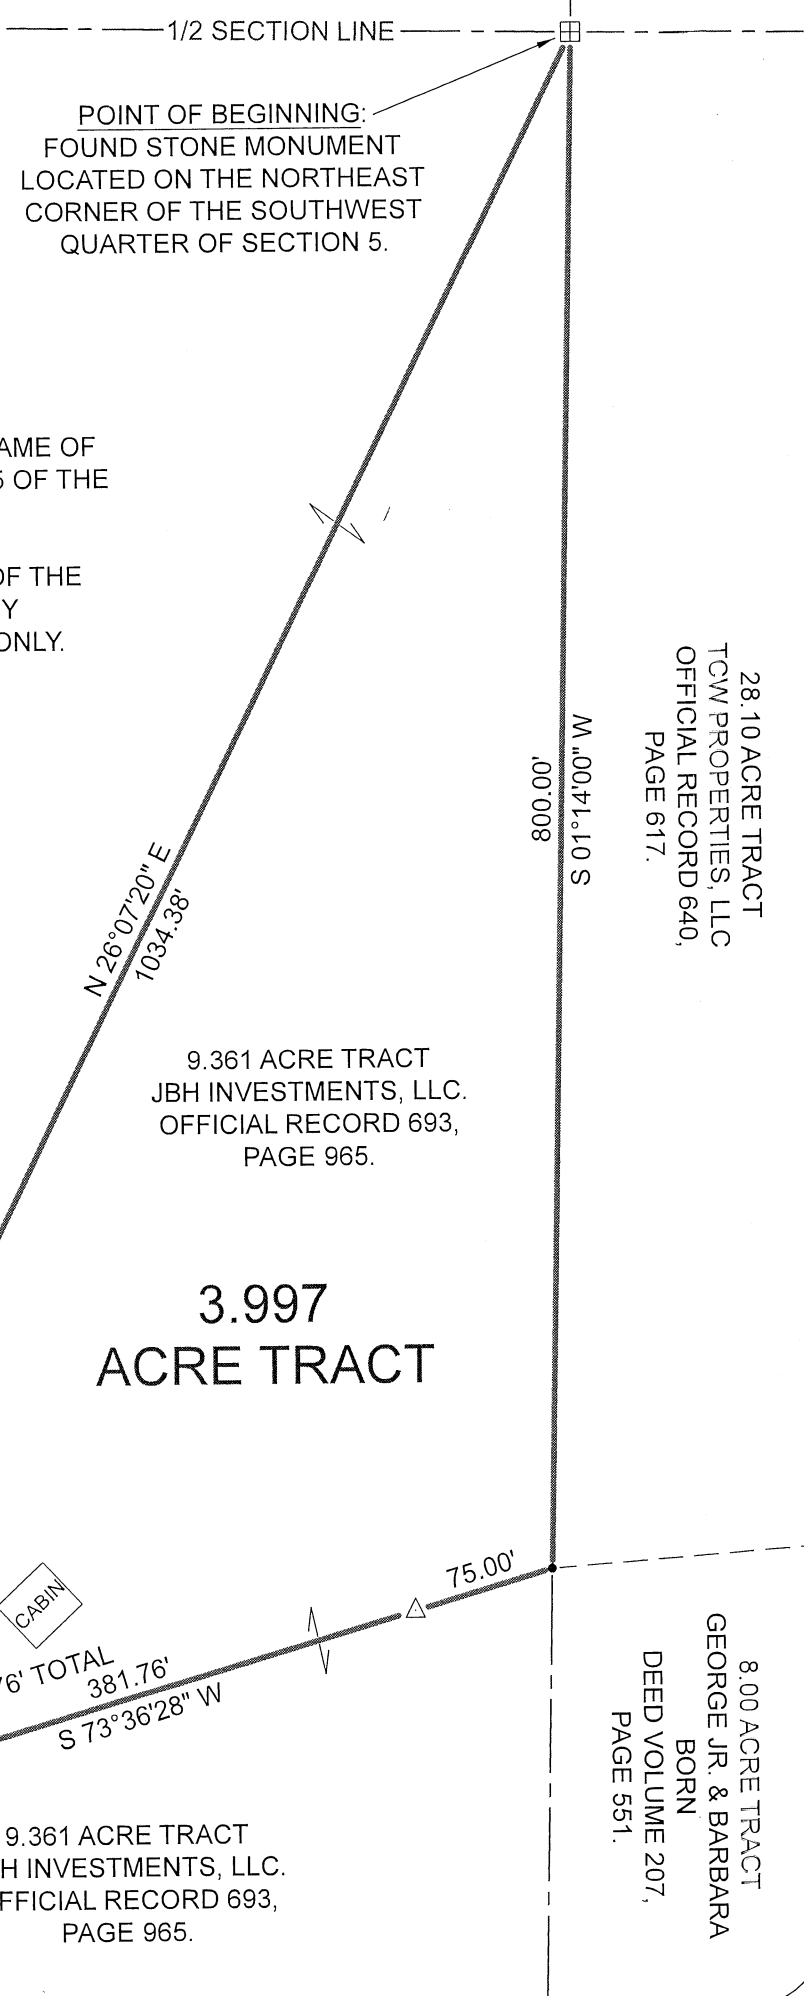 1/2 SECTION LINE
POINT OF BEGINNING:
FOUND STONE MONUMENT
LOCATED ON THE NORTHEAST
CORNER OF THE SOUTHWEST
QUARTER OF SECTION 5.
AME OF
5 OF THE
OF THE
Y
ONLY.
28.10 ACRE TRACT
TCW PROPERTIES, LLC
OFFICIAL RECORD 640,
PAGE 617.
S 01°14'00" W
800.00'
N 26°07'20" E
1034.38'
9.361 ACRE TRACT
JBH INVESTMENTS, LLC.
OFFICIAL RECORD 693,
PAGE 965.
3.997
ACRE TRACT
75.00'
CABIN
76' TOTAL
381.76'
S 73°36'28" W
8.00 ACRE TRACT
GEORGE JR. & BARBARA
BORN
DEED VOLUME 207,
PAGE 551.
9.361 ACRE TRACT
H INVESTMENTS, LLC.
FFICIAL RECORD 693,
PAGE 965.